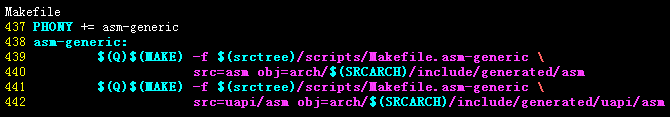 Makefile
437 PHONY += asm-generic
438 asm-generic:
439         $(Q)$(MAKE) -f $(srctree)/scripts/Makefile.asm-generic \
440                     src=asm obj=arch/$(SRCARCH)/include/generated/asm
441         $(Q)$(MAKE) -f $(srctree)/scripts/Makefile.asm-generic \
442                     src=uapi/asm obj=arch/$(SRCARCH)/include/generated/uapi/asm